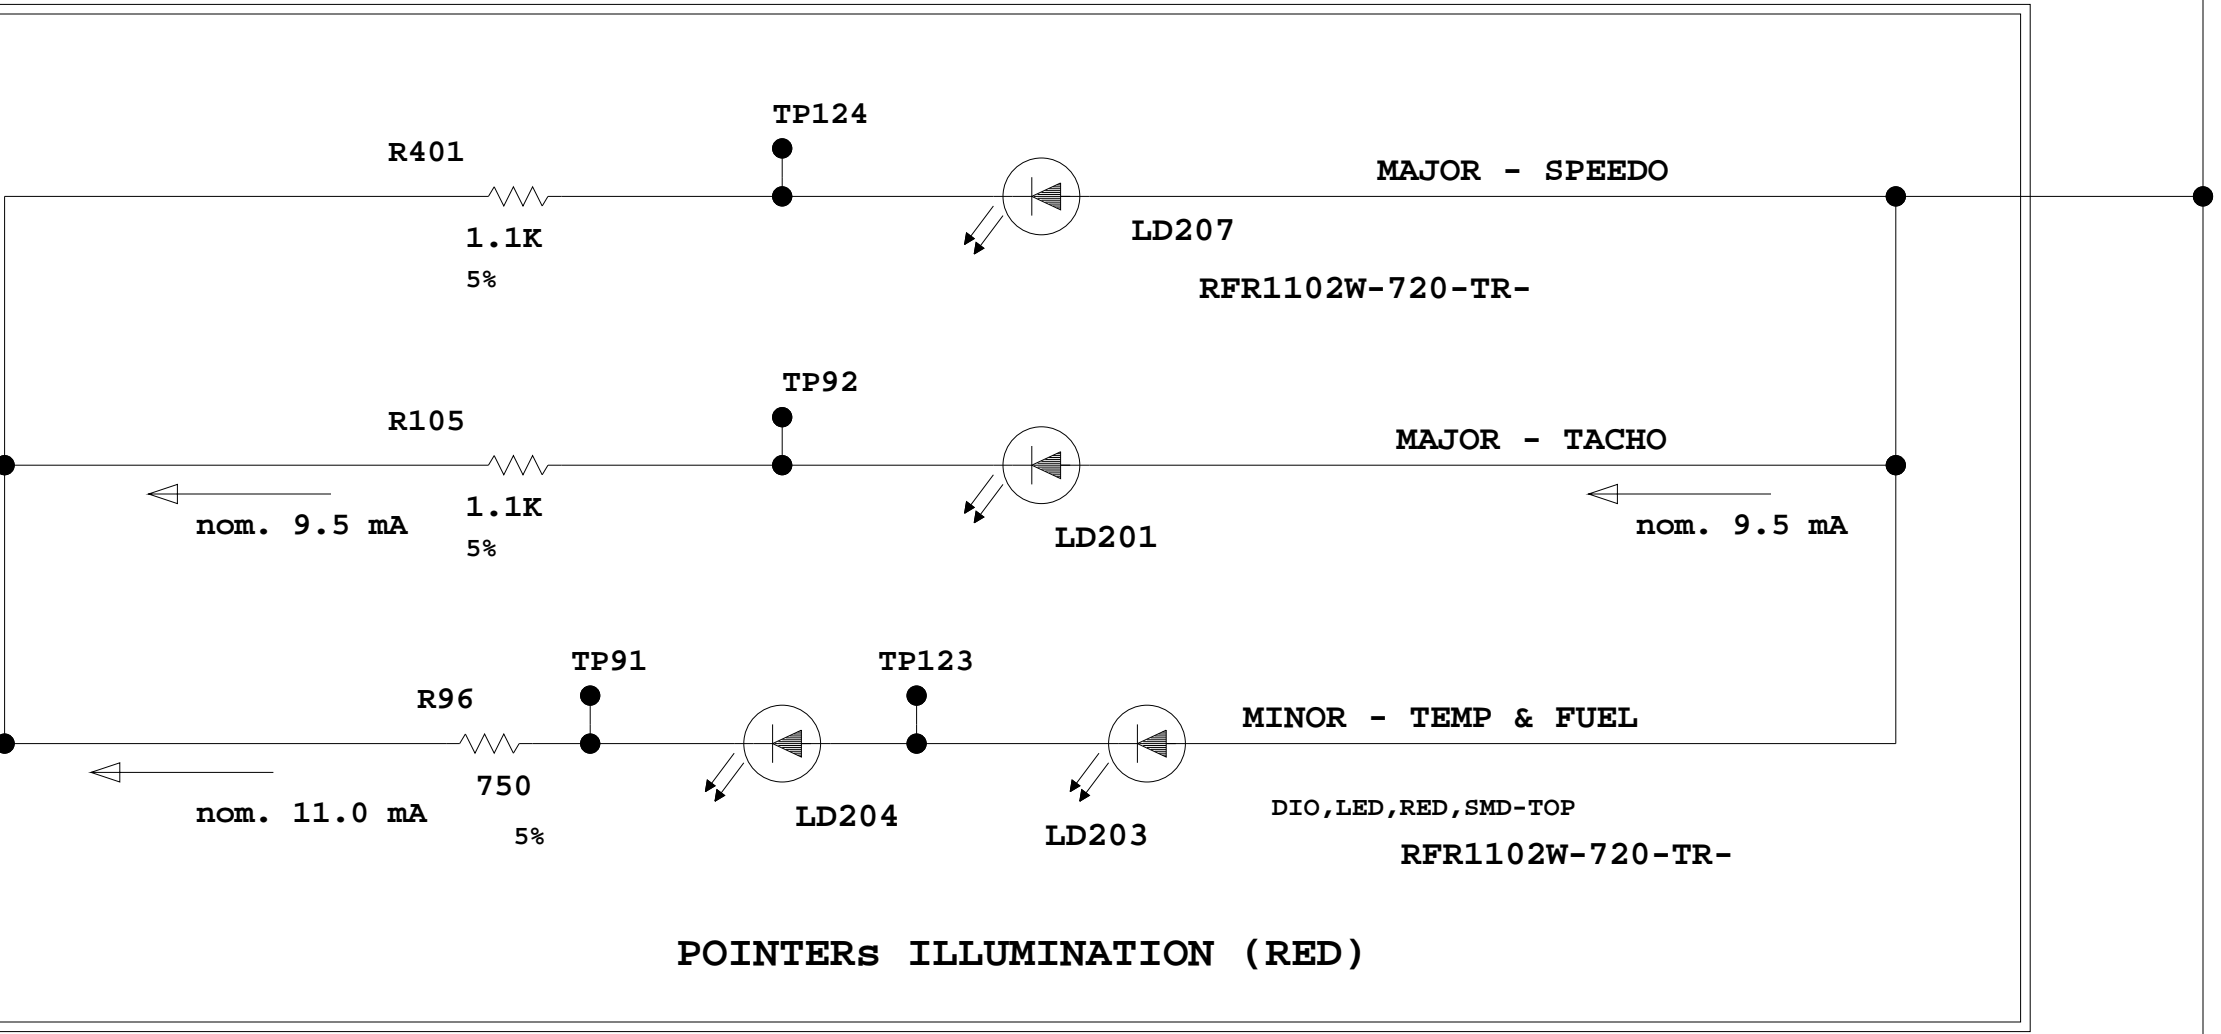 TP124
R401
MAJOR - SPEEDO
1.1K
LD207
5%
RFR1102W-720-TR-
TP92
R105
MAJOR - TACHO
1.1K
nom. 9.5 mA
nom. 9.5 mA
LD201
5%
TP91
TP123
R96
MINOR - TEMP & FUEL
750
nom. 11.0 mA
LD204
DIO,LED,RED,SMD-TOP
5%
LD203
RFR1102W-720-TR-
POINTERs ILLUMINATION (RED)